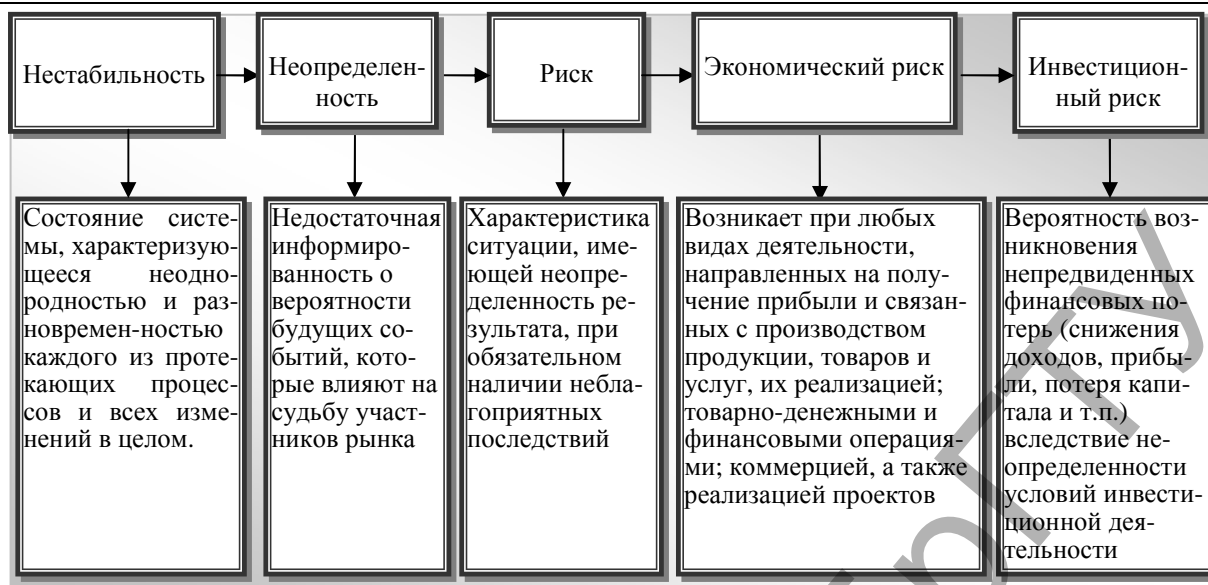 Нестабильность
Неопределен-
ность
Риск
Экономический риск
Инвестицион-
ный риск
Состояние систе-
мы, характеризую-
щееся неодно-
родностью и раз-
новремен-ностью
каждого из проте-
кающих процес-
сов и всех изме-
нений в целом.
Недостаточная
информиро-
ванность о
вероятности
будущих со-
бытий, кото-
рые влияют на
судьбу участ-
ников рынка
Характеристика
ситуации, име-
ющей неопре-
деленность ре-
зультата, при
обязательном
наличии небла-
гоприятных
последствий
Возникает при любых
видах деятельности,
направленных на полу-
чение прибыли и связан-
ных с производством
продукции, товаров и
услуг, их реализацией;
товарно-денежными и
финансовыми операция-
ми; коммерцией, а также
реализацией проектов
Вероятность воз-
никновения
непредвиденных
финансовых по-
терь (снижения
доходов, прибы-
ли, потеря капи-
тала и т.п.)
вследствие не-
определенности
условий инвести-
ционной дея-
тельности